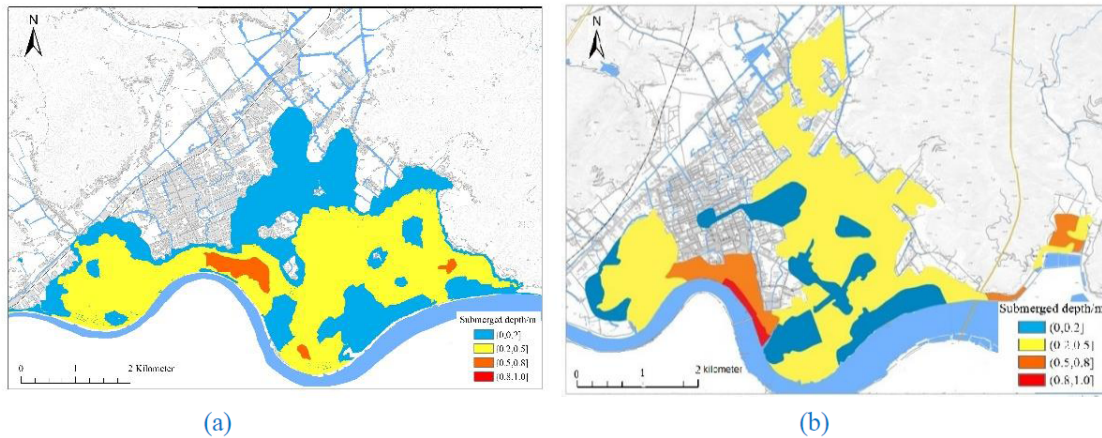 N
Submerged depth/m
(0,0.2]
(0.2,0.5]
(0.5,0.8]
(0.8,1.0]
0 1 2 Kilometer
(a)
N
Submerged depth/m
(0,0.2]
(0.2,0.5]
(0.5,0.8]
(0.8,1.0]
0 1 2 kilometer
(b)